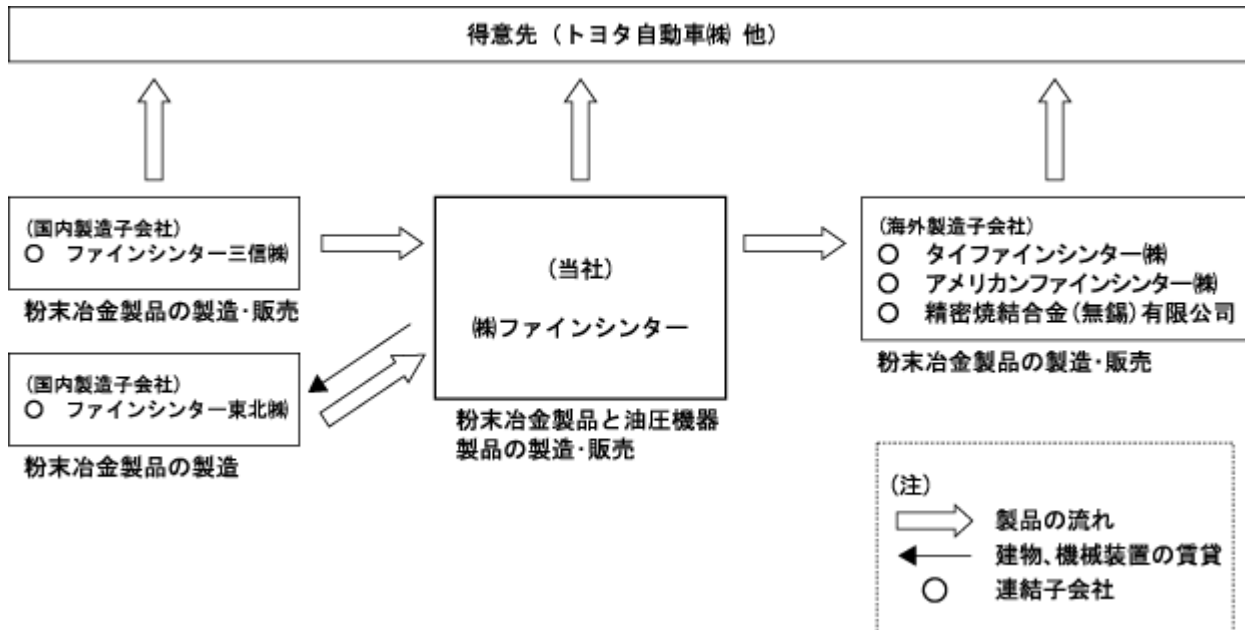 得意先（トヨタ自動車㈱ 他）
(国内製造子会社)
○ ファインシンター三信㈱
粉末冶金製品の製造･販売
(国内製造子会社)
○ ファインシンター東北㈱
粉末冶金製品の製造
(当社)
㈱ファインシンター
粉末冶金製品と油圧機器
製品の製造･販売
(海外製造子会社)
○ タイファインシンター㈱
○ アメリカンファインシンター㈱
○ 精密焼結合金(無錫)有限公司
粉末冶金製品の製造･販売
(注)
製品の流れ
建物、機械装置の賃貸
○ 連結子会社